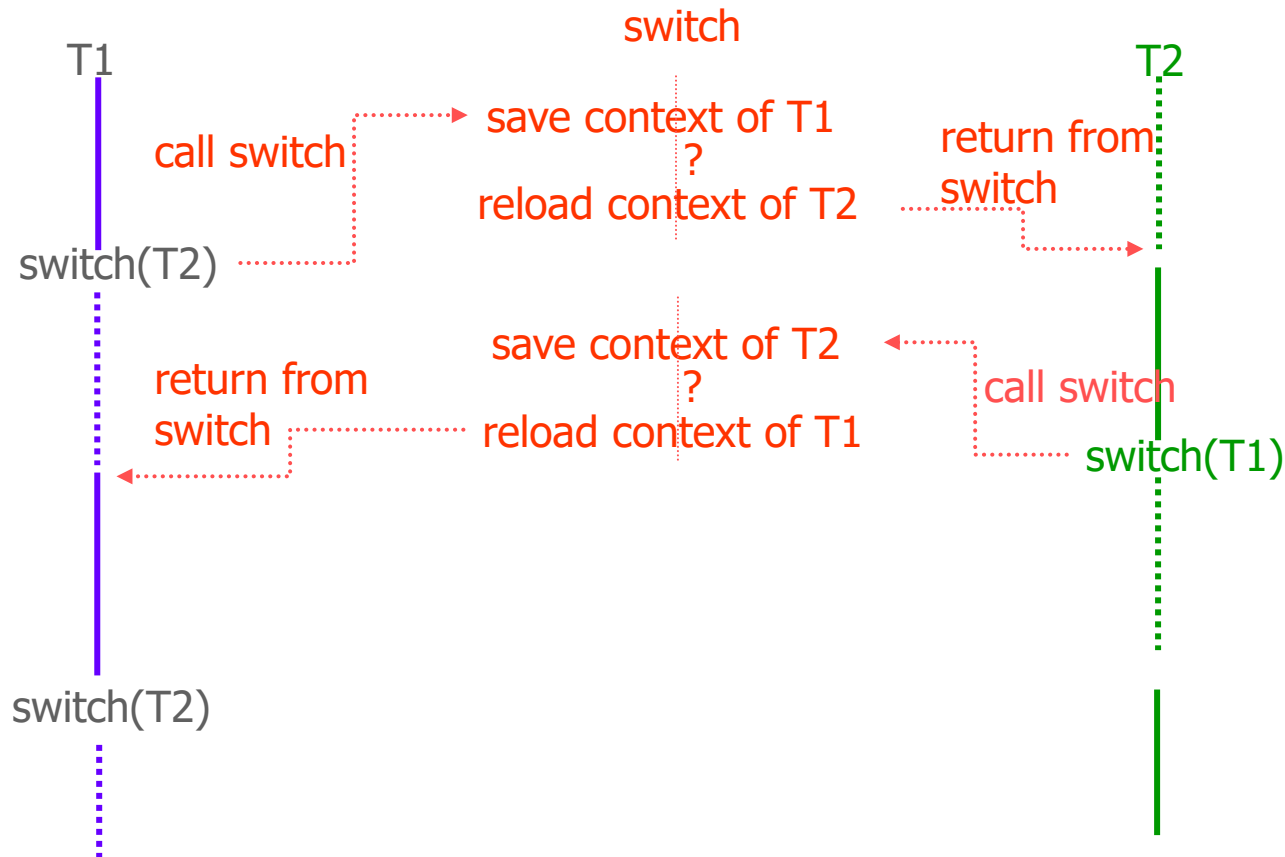 switch
T1
T2
save context of T1
call switch
?
return from
switch
reload context of T2
switch(T2)
save context of T2
return from
switch
?
call switch
reload context of T1
switch(T1)
switch(T2)